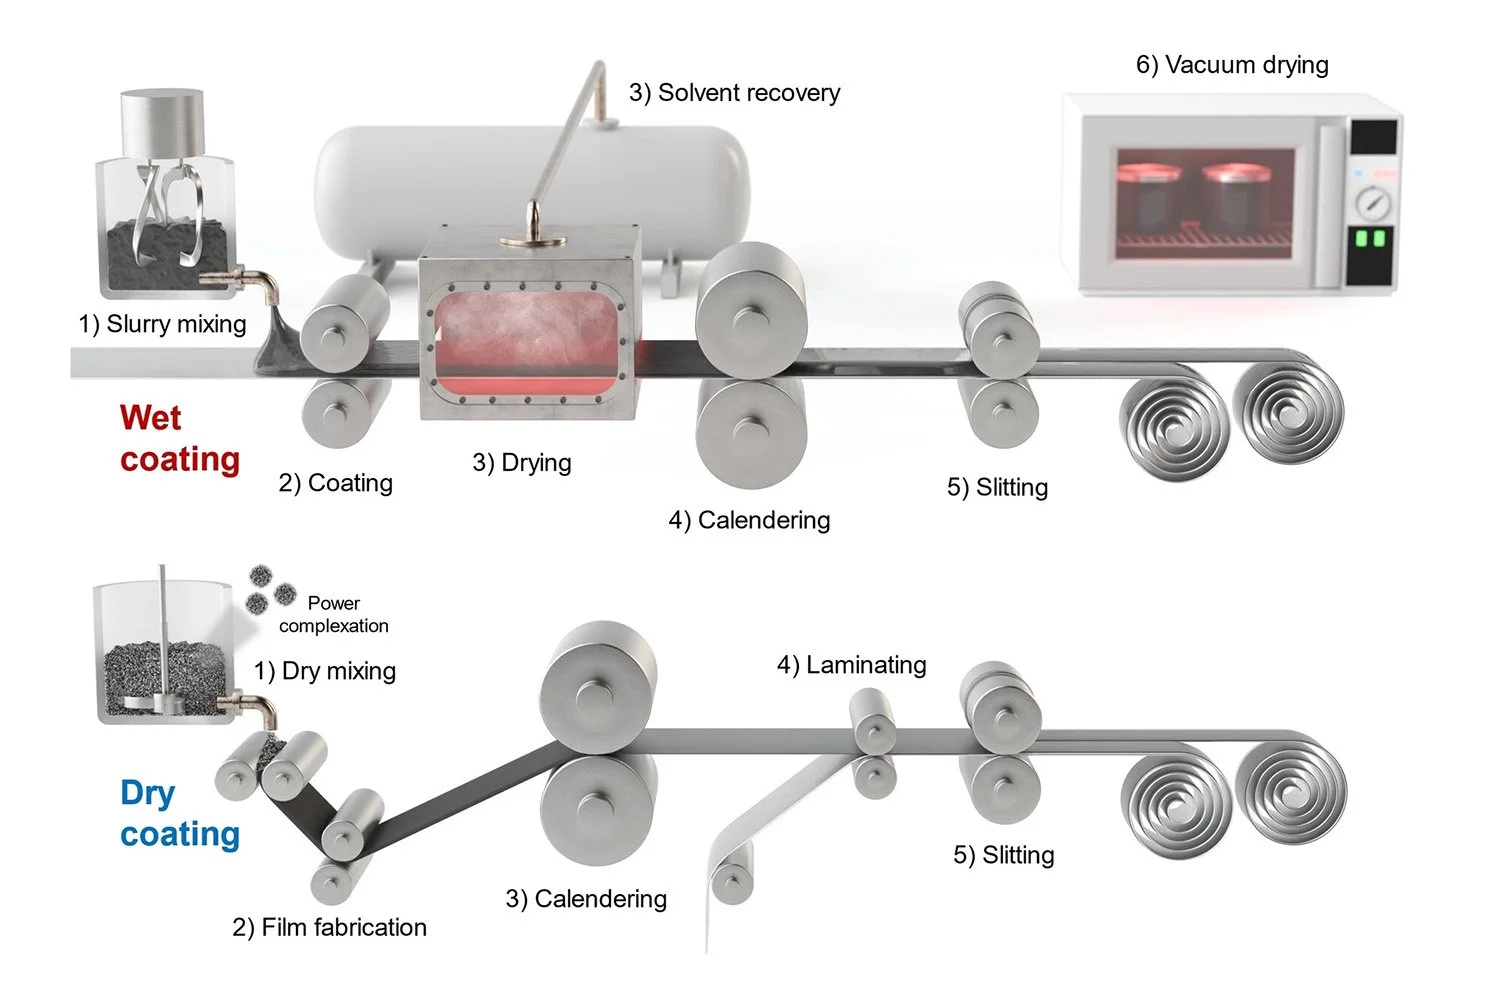 6) Vacuum drying
3) Solvent recovery
1) Slurry mixing
Wet
coating
2) Coating
3) Drying
4) Calendering
5) Slitting
Power
complexation
1) Dry mixing
4) Laminating
Dry
coating
2) Film fabrication
3) Calendering
5) Slitting